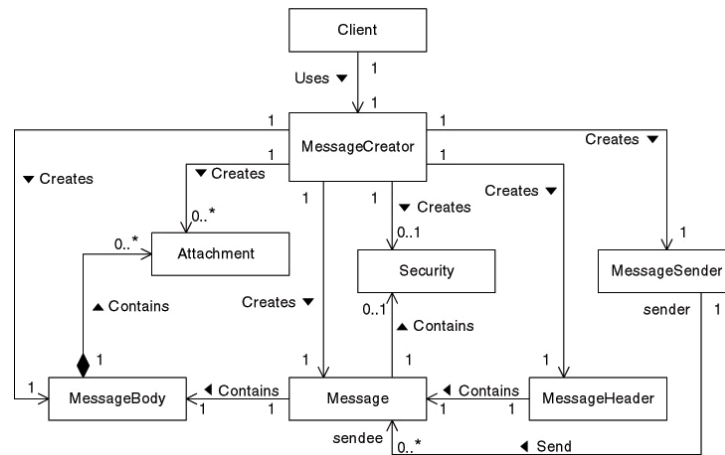 Client
1
Uses ▼
1
1
MessageCreator
1
1
1
Creates ▼
▼ Creates
▼ Creates
1
1
1
1
▼ Creates
Creates ▼
0..*
0..1
1
0..*
Attachment
Security
MessageSender
▲ Contains
Creates ▼
0..1
▲ Contains
sender
1
1
1
1
1
1
MessageBody
◀ Contains
1
1
Message
◀ Contains
1
1
MessageHeader
sendee
0..*
◀ Send